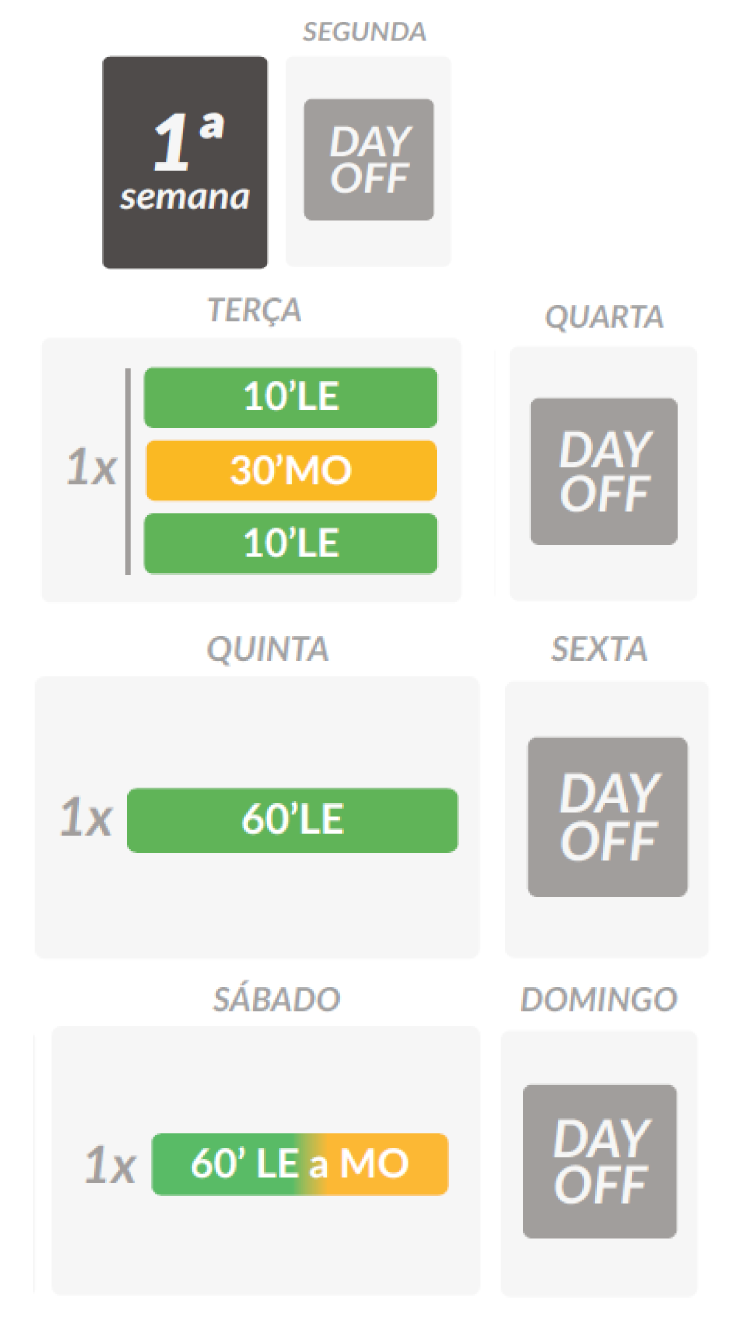 SEGUNDA
1ª
semana
DAY
OFF
TERÇA
1x
10’LE
30’MO
10’LE
QUARTA
DAY
OFF
QUINTA
1x
60’LE
SEXTA
DAY
OFF
SÁBADO
1x
60’ LE a MO
DOMINGO
DAY
OFF